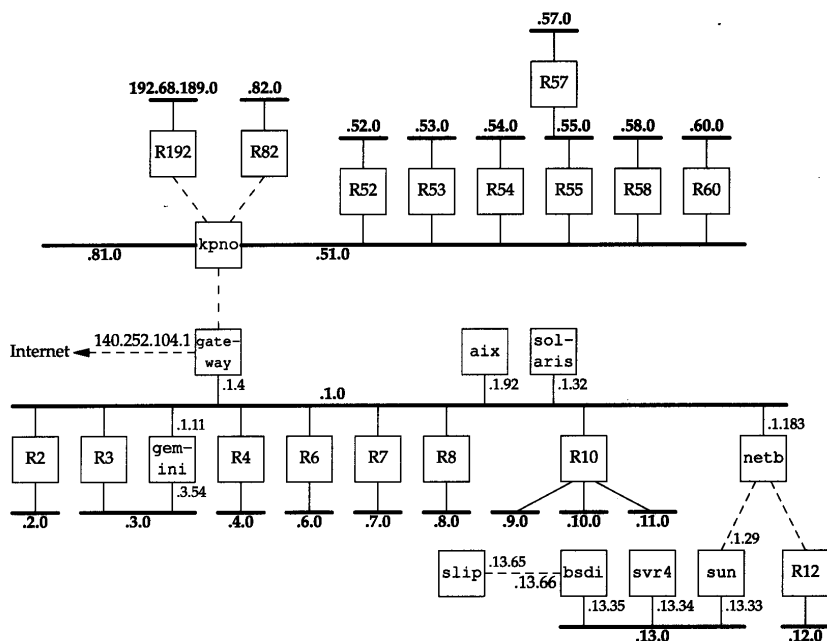 .57.0
R57
192.68.189.0 .82.0
.52.0 .53.0 .54.0 .55.0 .58.0 .60.0
R192 R82
R52 R53 R54 R55 R58 R60
kpno
.81.0 .51.0
140.252.104.1
Internet
gate-
way
aix
sol-
aris
.1.4 .1.0 .1.92 .1.32
.1.11 .1.183
R2 R3 gem-
ini R4 R6 R7 R8 R10 netb
.3.54
.2.0 .3.0 .4.0 .6.0 .7.0 .8.0 .9.0 .10.0 .11.0
.1.29
slip .13.65
.13.66 bsdi svr4 sun R12
.13.35 .13.34 .13.33
.13.0 .12.0